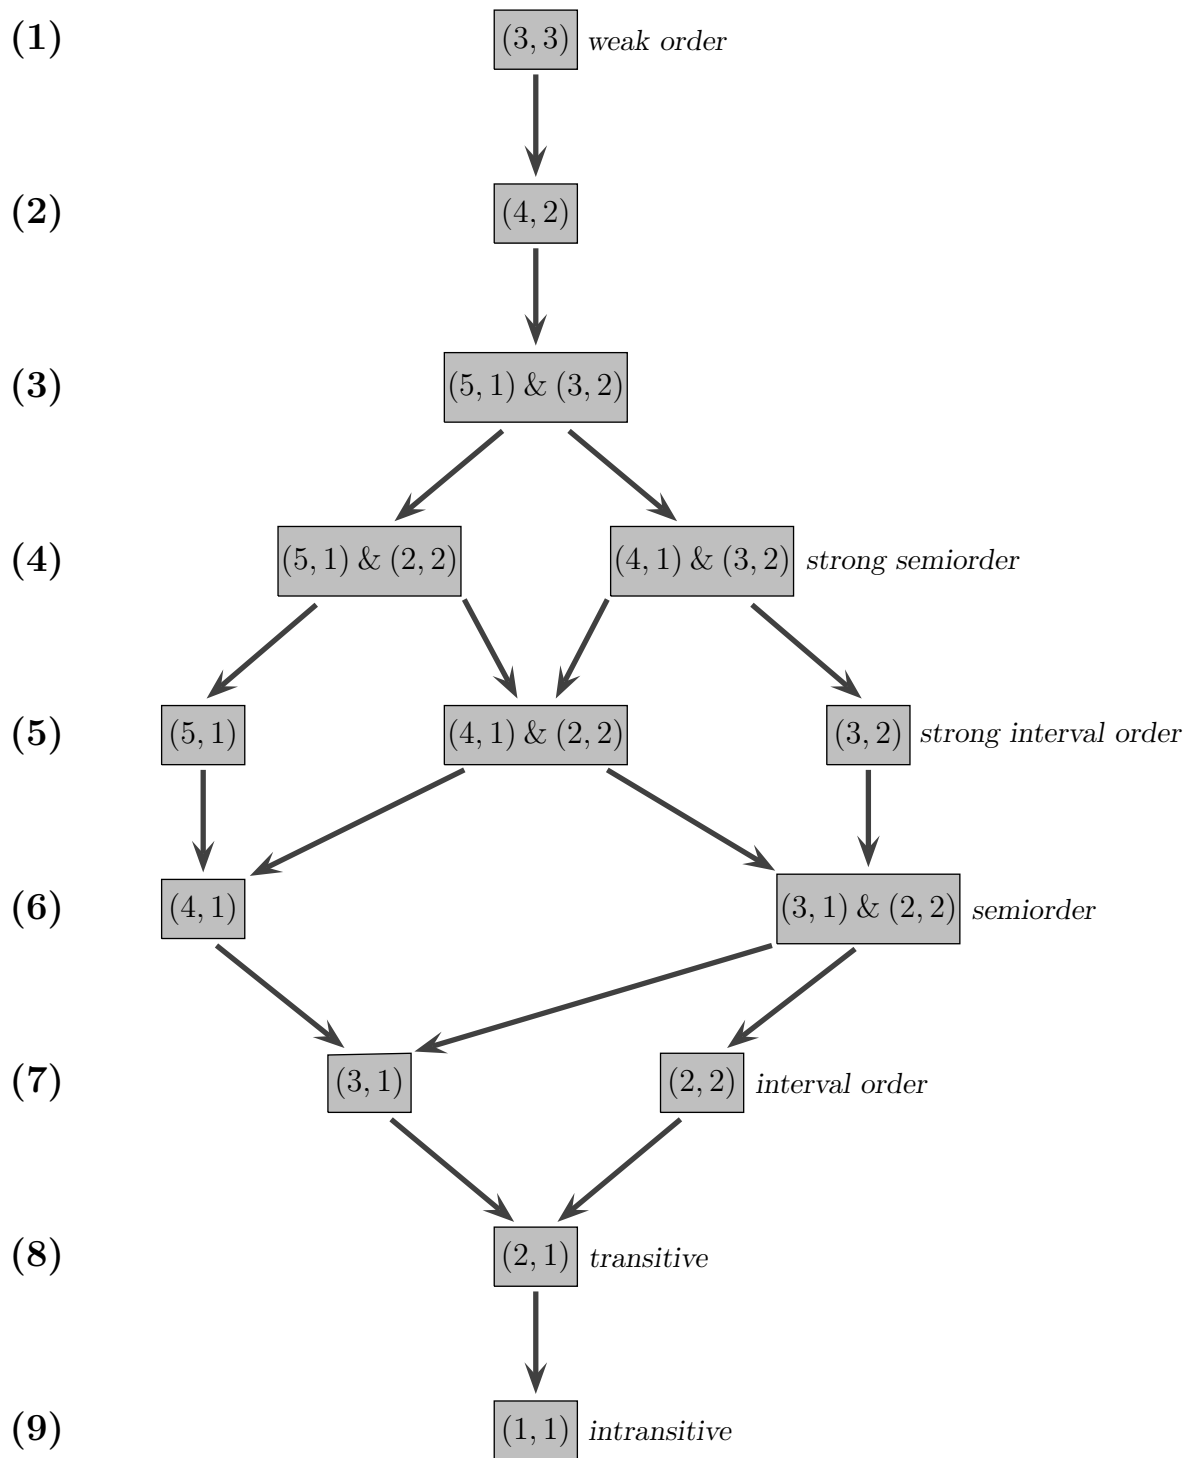 (1) (3, 3) weak order
(2) (4, 2)
(3) (5, 1) & (3, 2)
(4) (5, 1) & (2, 2) (4, 1) & (3, 2) strong semiorder
(5) (5, 1) (4, 1) & (2, 2) (3, 2) strong interval order
(6) (4, 1) (3, 1) & (2, 2) semiorder
(7) (3, 1) (2, 2) interval order
(8) (2, 1) transitive
(9) (1, 1) intransitive